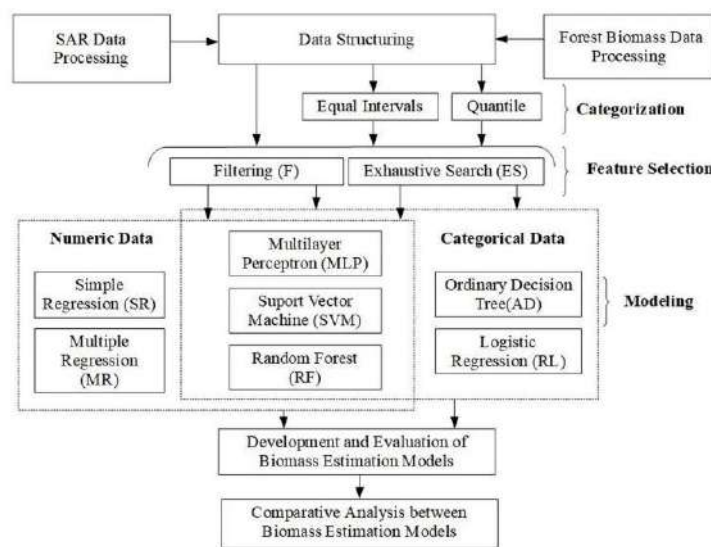 SAR Data
Processing
Data Structuring
Forest Biomass Data
Processing
Equal Intervals
Quantile
Categorization
Filtering (F)
Exhaustive Search (ES)
Feature Selection
Numeric Data
Simple
Regression (SR)
Multiple
Regression
(MR)
Multilayer
Perceptron (MLP)
Suport Vector
Machine (SVM)
Random Forest
(RF)
Categorical Data
Ordinary Decision
Tree(AD)
Logistic
Regression (RL)
Modeling
Development and Evaluation of
Biomass Estimation Models
Comparative Analysis between
Biomass Estimation Models